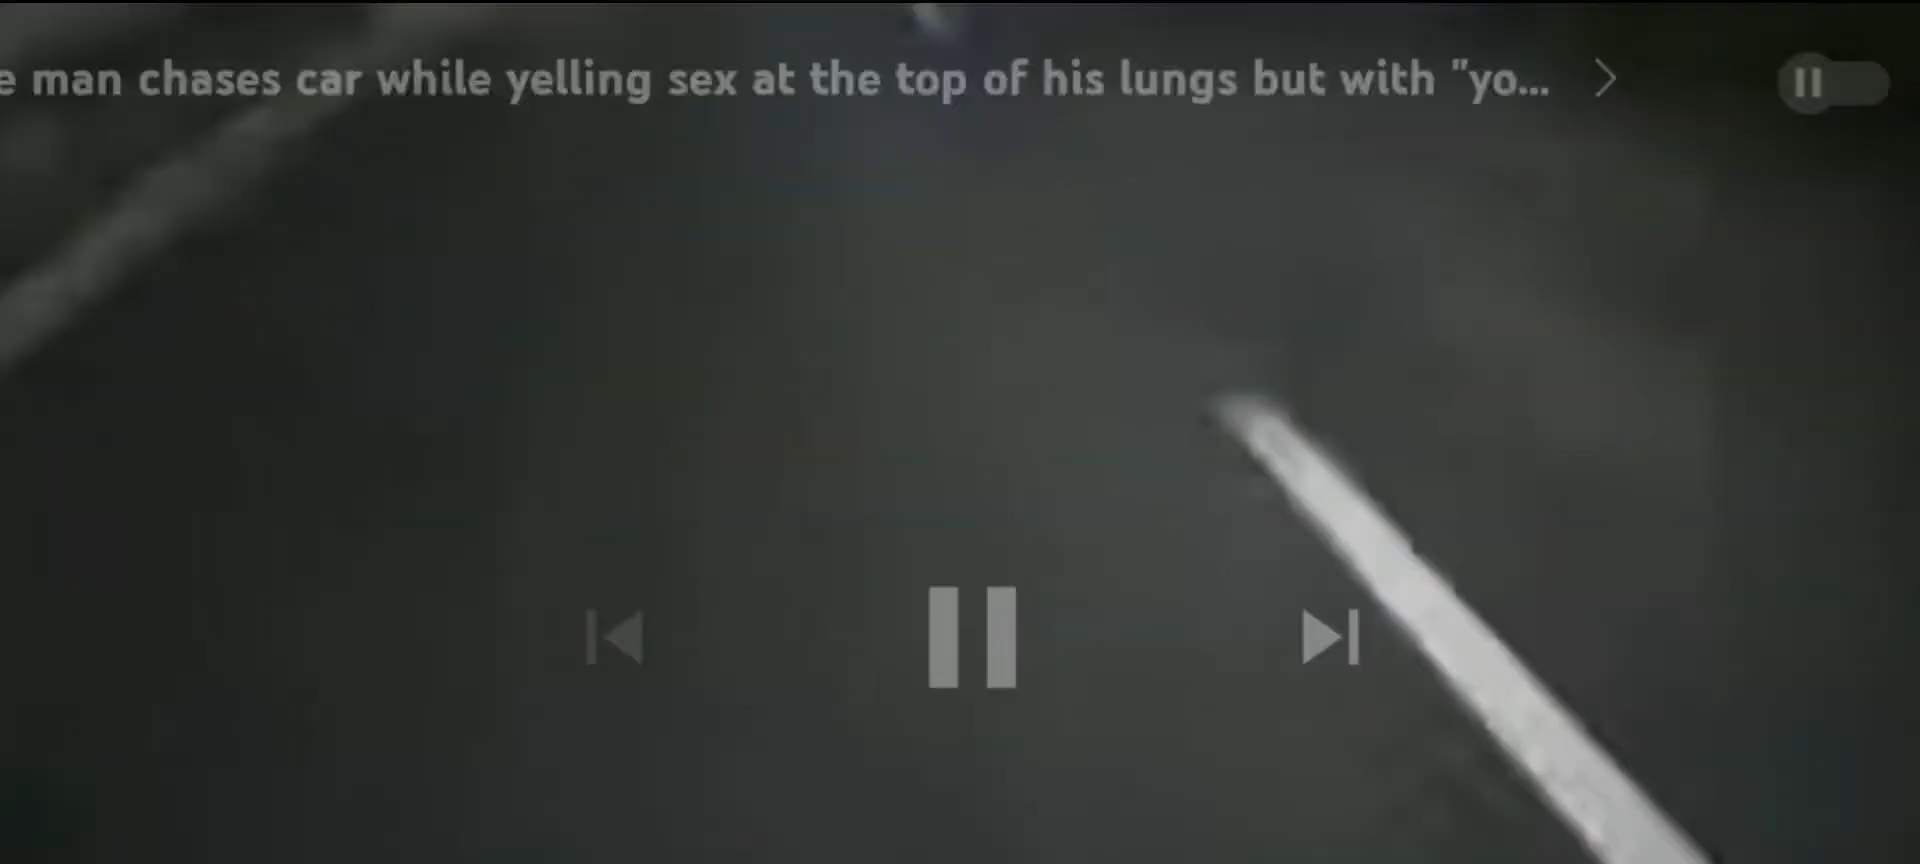 e man chases car while yelling sex at the top of his lungs but with "yo...